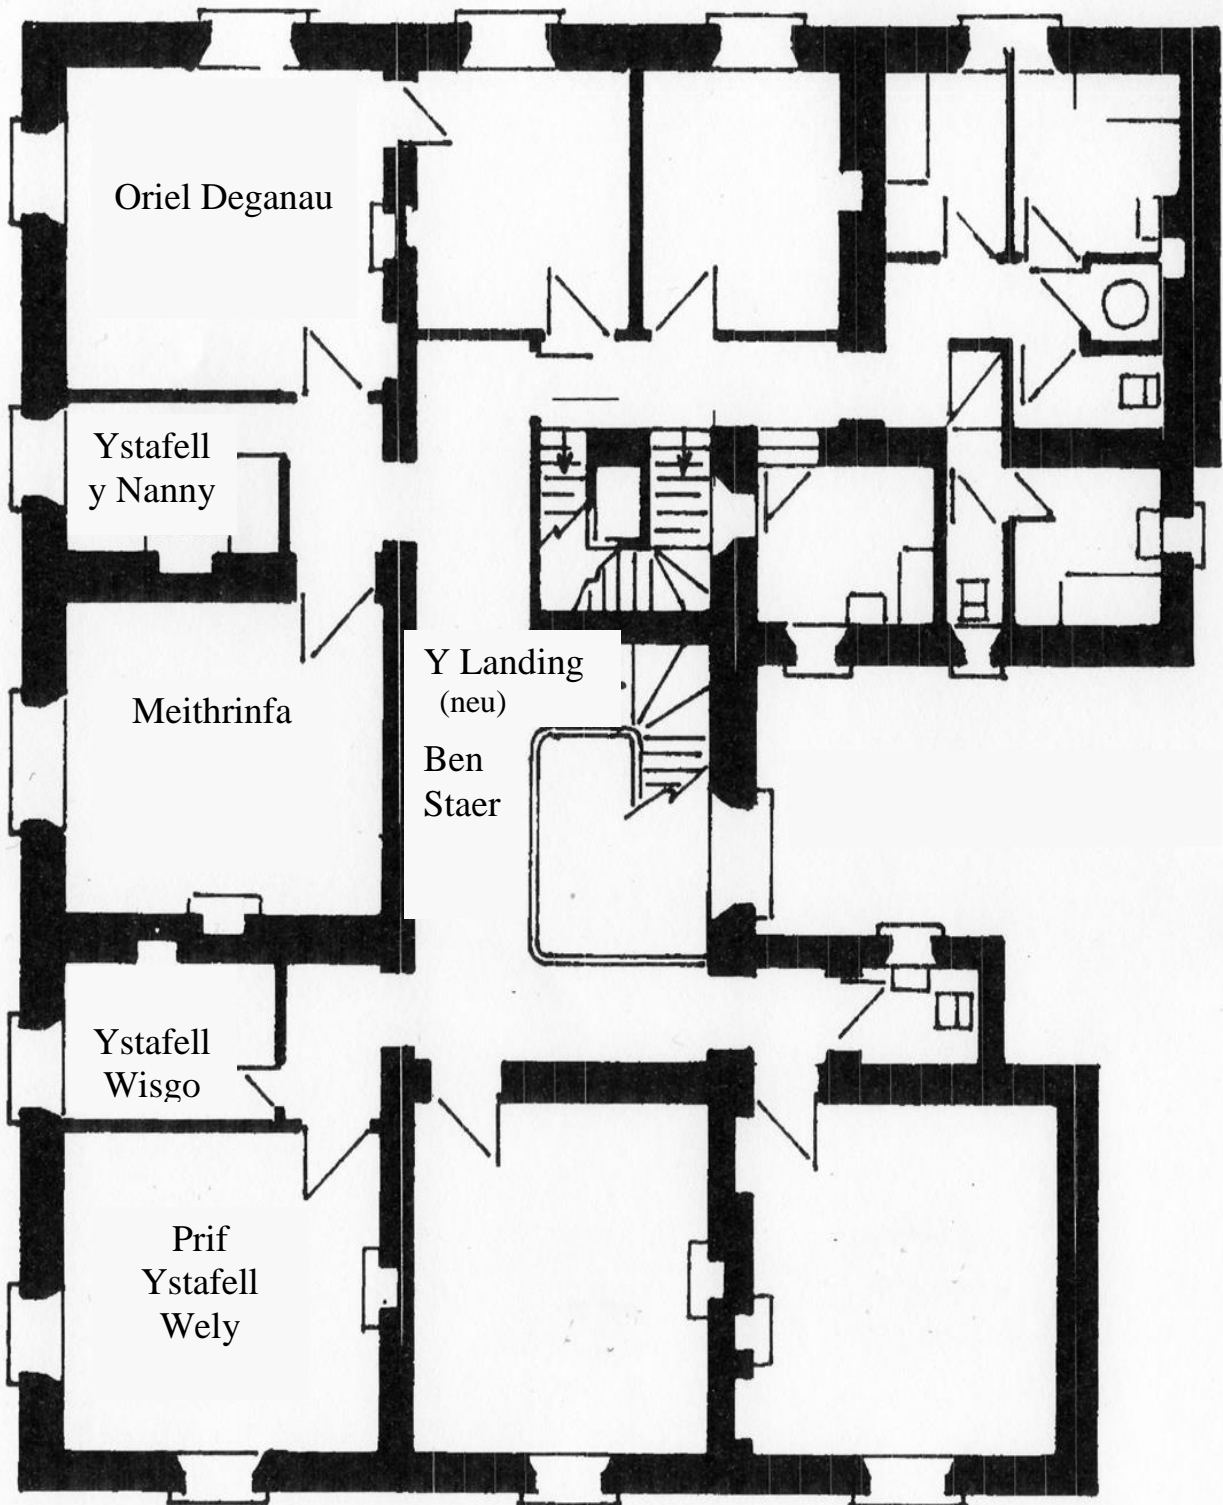 Oriel Deganau
Ystafell
y Nanny
Y Landing
(neu)
Ben
Staer
Meithrinfa
Ystafell
Wisgo
Prif
Ystafell
Wely